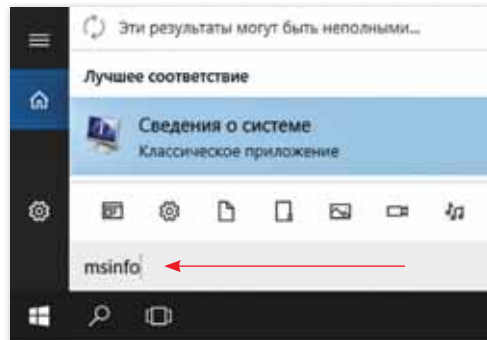 Эти результаты могут быть неполными...
Лучшее соответствие
Сведения о системе
Классическое приложение
msinfo